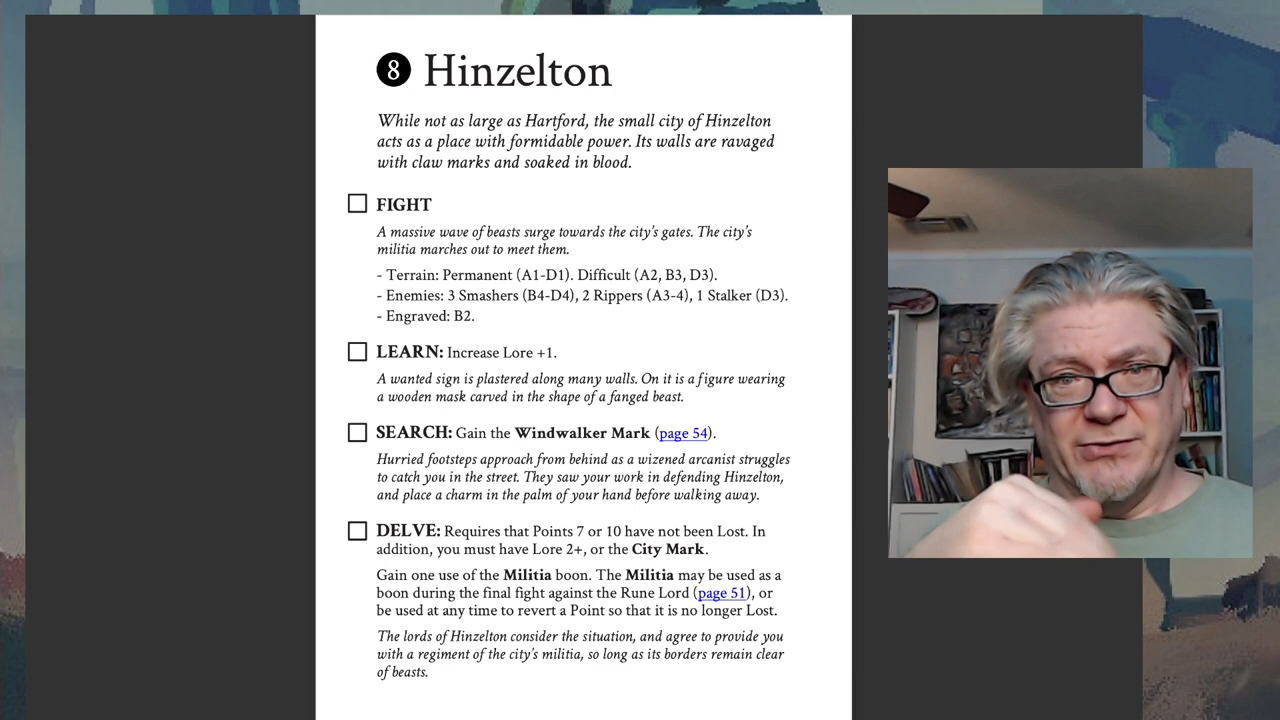 8 Hinzelton
While not as large as Hartford, the small city of Hinzelton
acts as a place with formidable power. Its walls are ravaged
with claw marks and soaked in blood.
FIGHT
A massive wave of beasts surge towards the city's gates. The city's
militia marches out to meet them.
- Terrain: Permanent (A1-D1). Difficult (A2, B3, D3).
- Enemies: 3 Smashers (B4-D4), 2 Rippers (A3-4), 1 Stalker (D3).
- Engraved: B2.
LEARN: Increase Lore +1.
A wanted sign is plastered along many walls. On it is a figure wearing
a wooden mask carved in the shape of a fanged beast.
SEARCH: Gain the Windwalker Mark (page 54).
Hurried footsteps approach from behind as a wizened arcanist struggles
to catch you in the street. They saw your work in defending Hinzelton,
and place a charm in the palm of your hand before walking away.
DELVE: Requires that Points 7 or 10 have not been Lost. In
addition, you must have Lore 2+, or the City Mark.
Gain one use of the Militia boon. The Militia may be used as a
boon during the final fight against the Rune Lord (page 51), or
be used at any time to revert a Point so that it is no longer Lost.
The lords of Hinzelton consider the situation, and agree to provide you
with a regiment of the city's militia, so long as its borders remain clear
of beasts.